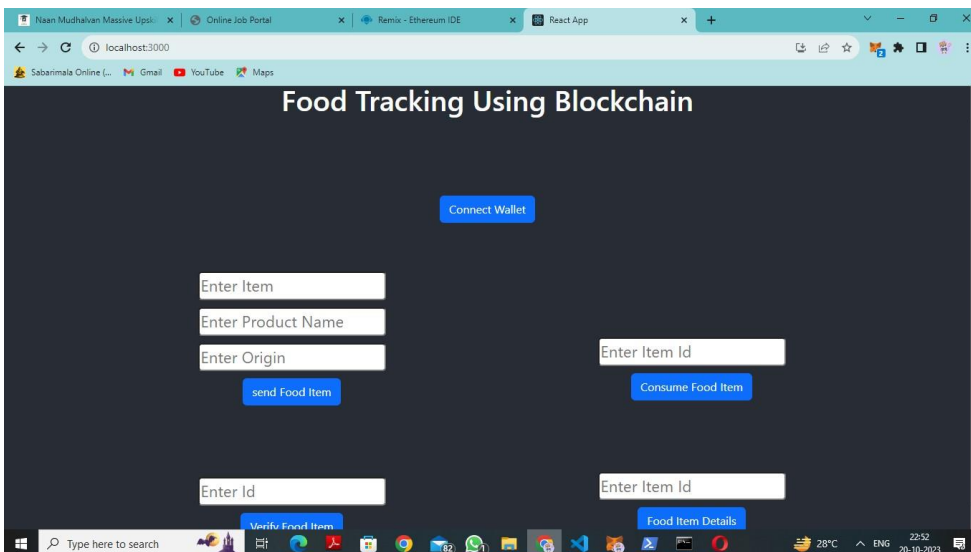 Naan Mudhalvan Massive Upski
Online Job Portal
Remix - Ethereum IDE
React App
localhost:3000
Sabarimala Online (...
Gmail
YouTube
Maps
2
Food Tracking Using Blockchain
Connect Wallet
Enter Item
Enter Product Name
Enter Origin
send Food Item
Enter Item Id
Consume Food Item
Enter Id
Verify Food Item
Enter Item Id
Food Item Details
Type here to search
82
28°C
ENG
22:52
20-10-2023